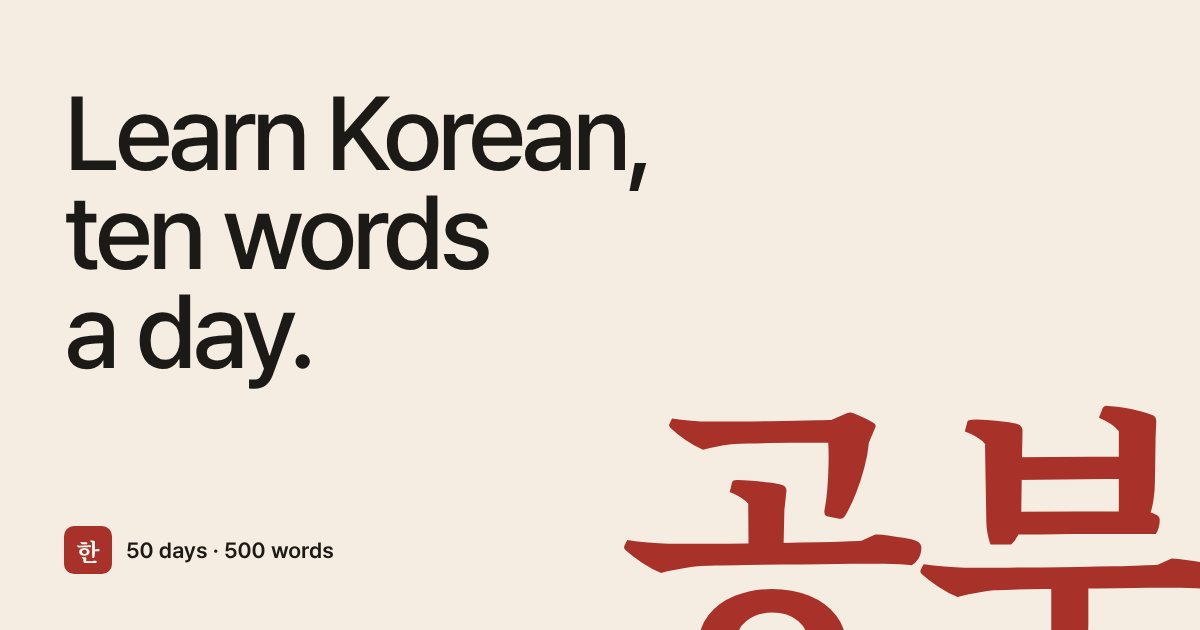 Learn Korean,
ten words
a day.
공부
한
50 days · 500 words